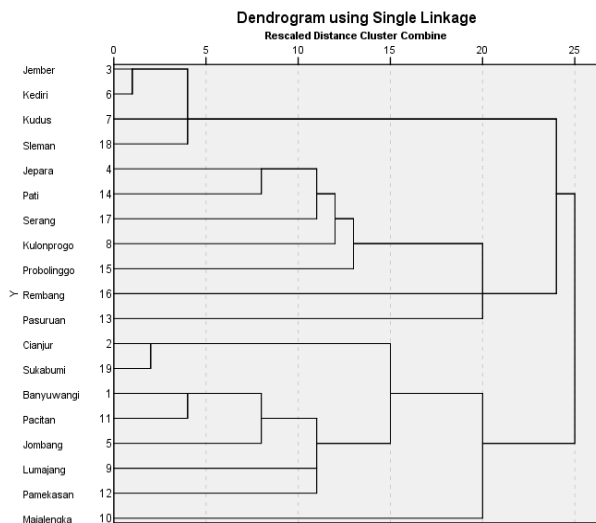 Dendrogram using Single Linkage
Rescaled Distance Cluster Combine
0 5 10 15 20 25
Jember 3
Kediri 6
Kudus 7
Sleman 18
Jepara 4
Pati 14
Serang 17
Kulonprogo 8
Probolinggo 15
Y
Rembang 16
Pasuruan 13
Cianjur 2
Sukabumi 19
Banyuwangi 1
Pacitan 11
Jombang 5
Lumajang 9
Pamekasan 12
Majalengka 10